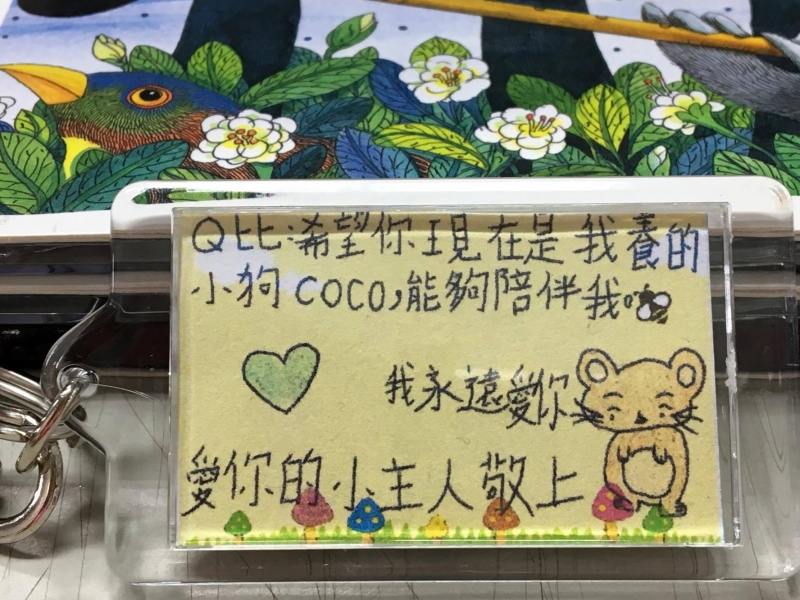 Q比:希望你現在是我養的
小狗coco,能夠陪伴我
我永遠愛你
愛你的小主人敬上